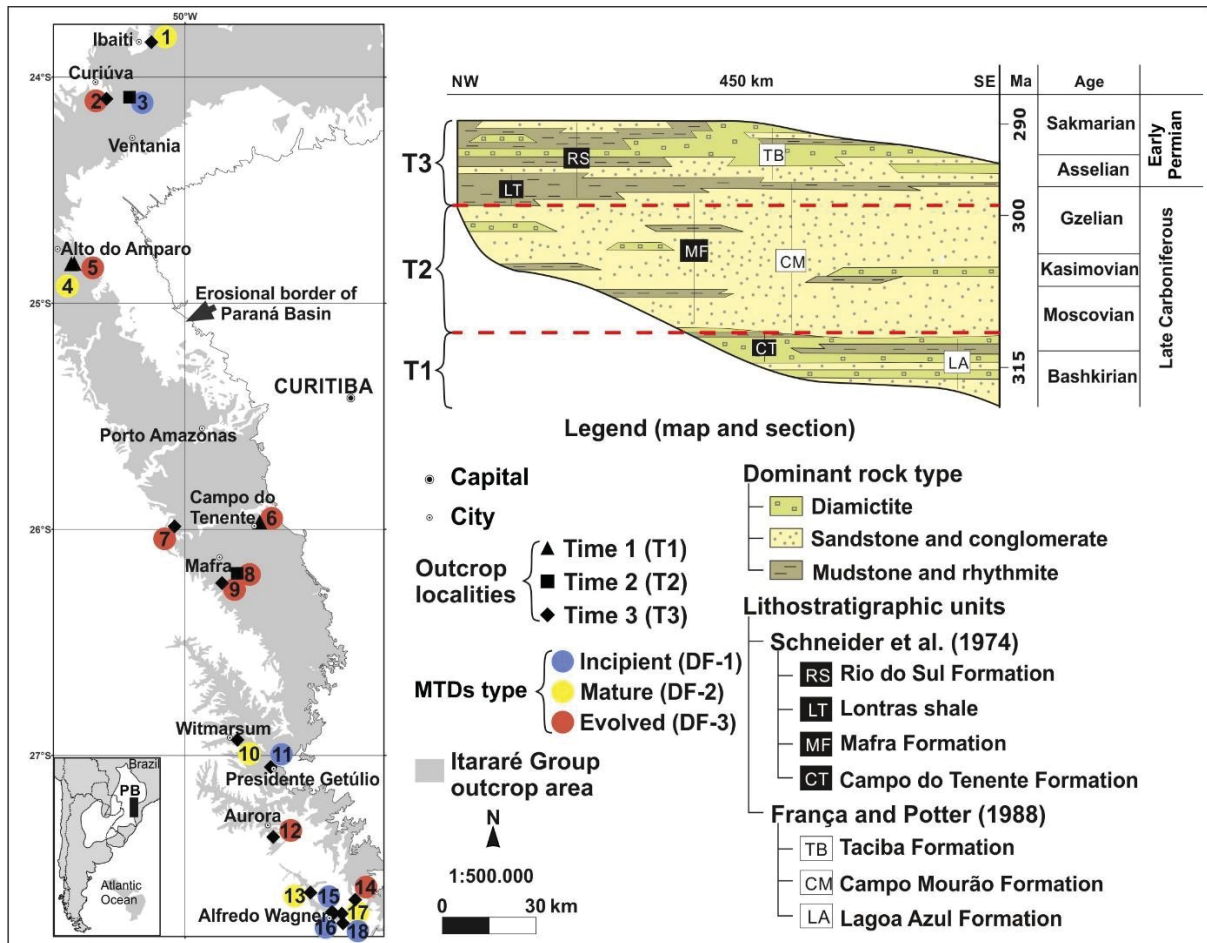 50°W
Ibaiti
1
24°S
Curiúva
2
3
Ventania
Alto do Amparo
5
4
25°S
Erosional border of
Paraná Basin
CURITIBA
Porto Amazonas
Campo do
Tenente
6
26°S
7
Mafra
8
9
Witmarsum
10
11
27°S
Presidente Getúlio
Aurora
12
13
15
14
Alfredo Wagner
17
16
18
Brazil
PB
Atlantic
Ocean
NW
450 km
SE
Ma
Age
T3
T2
T1
RS
TB
LT
MF
CM
CT
LA
290
300
315
Sakmarian
Asselian
Gzelian
Kasimovian
Moscovian
Bashkirian
Early
Permian
Late Carboniferous
Legend (map and section)
Capital
City
Outcrop
localities
Time 1 (T1)
Time 2 (T2)
Time 3 (T3)
MTDs type
Incipient (DF-1)
Mature (DF-2)
Evolved (DF-3)
Itararé Group
outcrop area
N
1:500.000
0
30 km
Dominant rock type
Diamictite
Sandstone and conglomerate
Mudstone and rhythmite
Lithostratigraphic units
Schneider et al. (1974)
RS Rio do Sul Formation
LT Lontras shale
MF Mafra Formation
CT Campo do Tenente Formation
França and Potter (1988)
TB Taciba Formation
CM Campo Mourão Formation
LA Lagoa Azul Formation